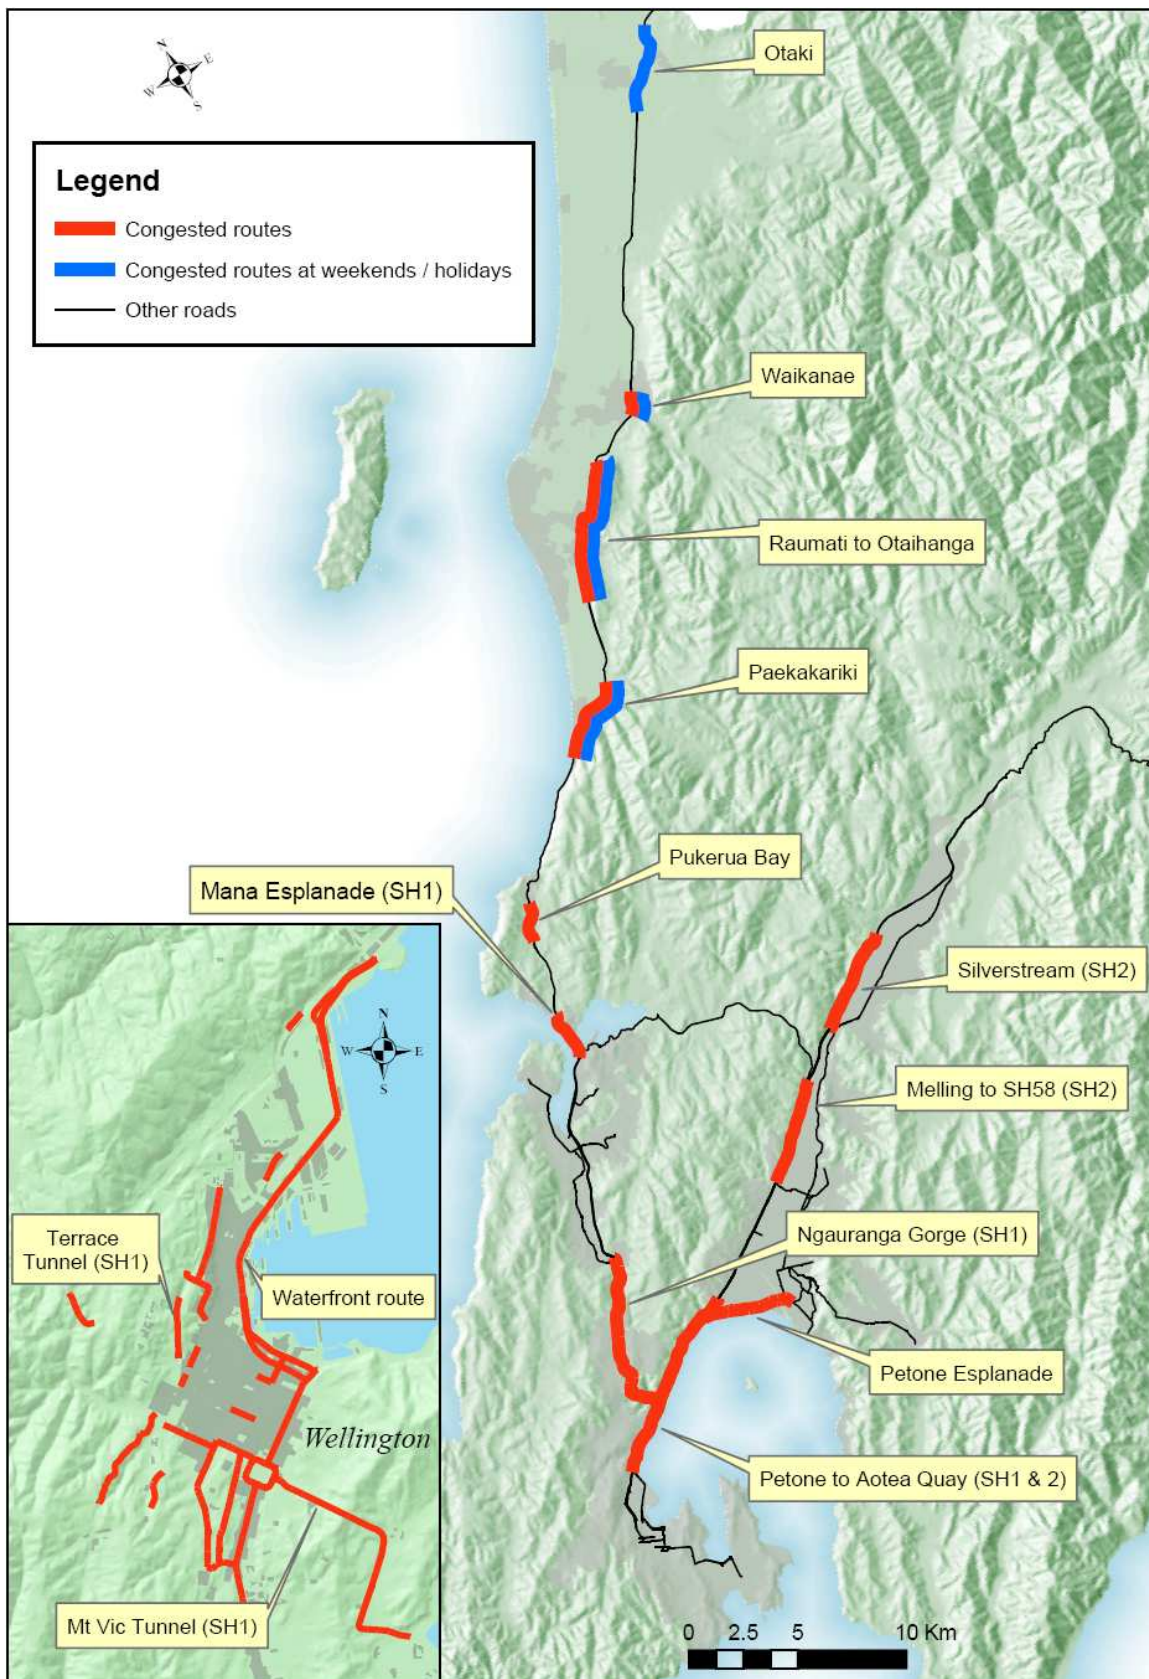 N
E
W
S
Otaki
Legend
Congested routes
Congested routes at weekends / holidays
Other roads
Waikanae
Raumati to Otaihanga
Paekakariki
Pukerua Bay
Mana Esplanade (SH1)
Silverstream (SH2)
N
W
E
S
Melling to SH58 (SH2)
Terrace
Tunnel (SH1)
Ngauranga Gorge (SH1)
Waterfront route
Petone Esplanade
Wellington
Petone to Aotea Quay (SH1 & 2)
Mt Vic Tunnel (SH1)
0 2.5 5 10 Km